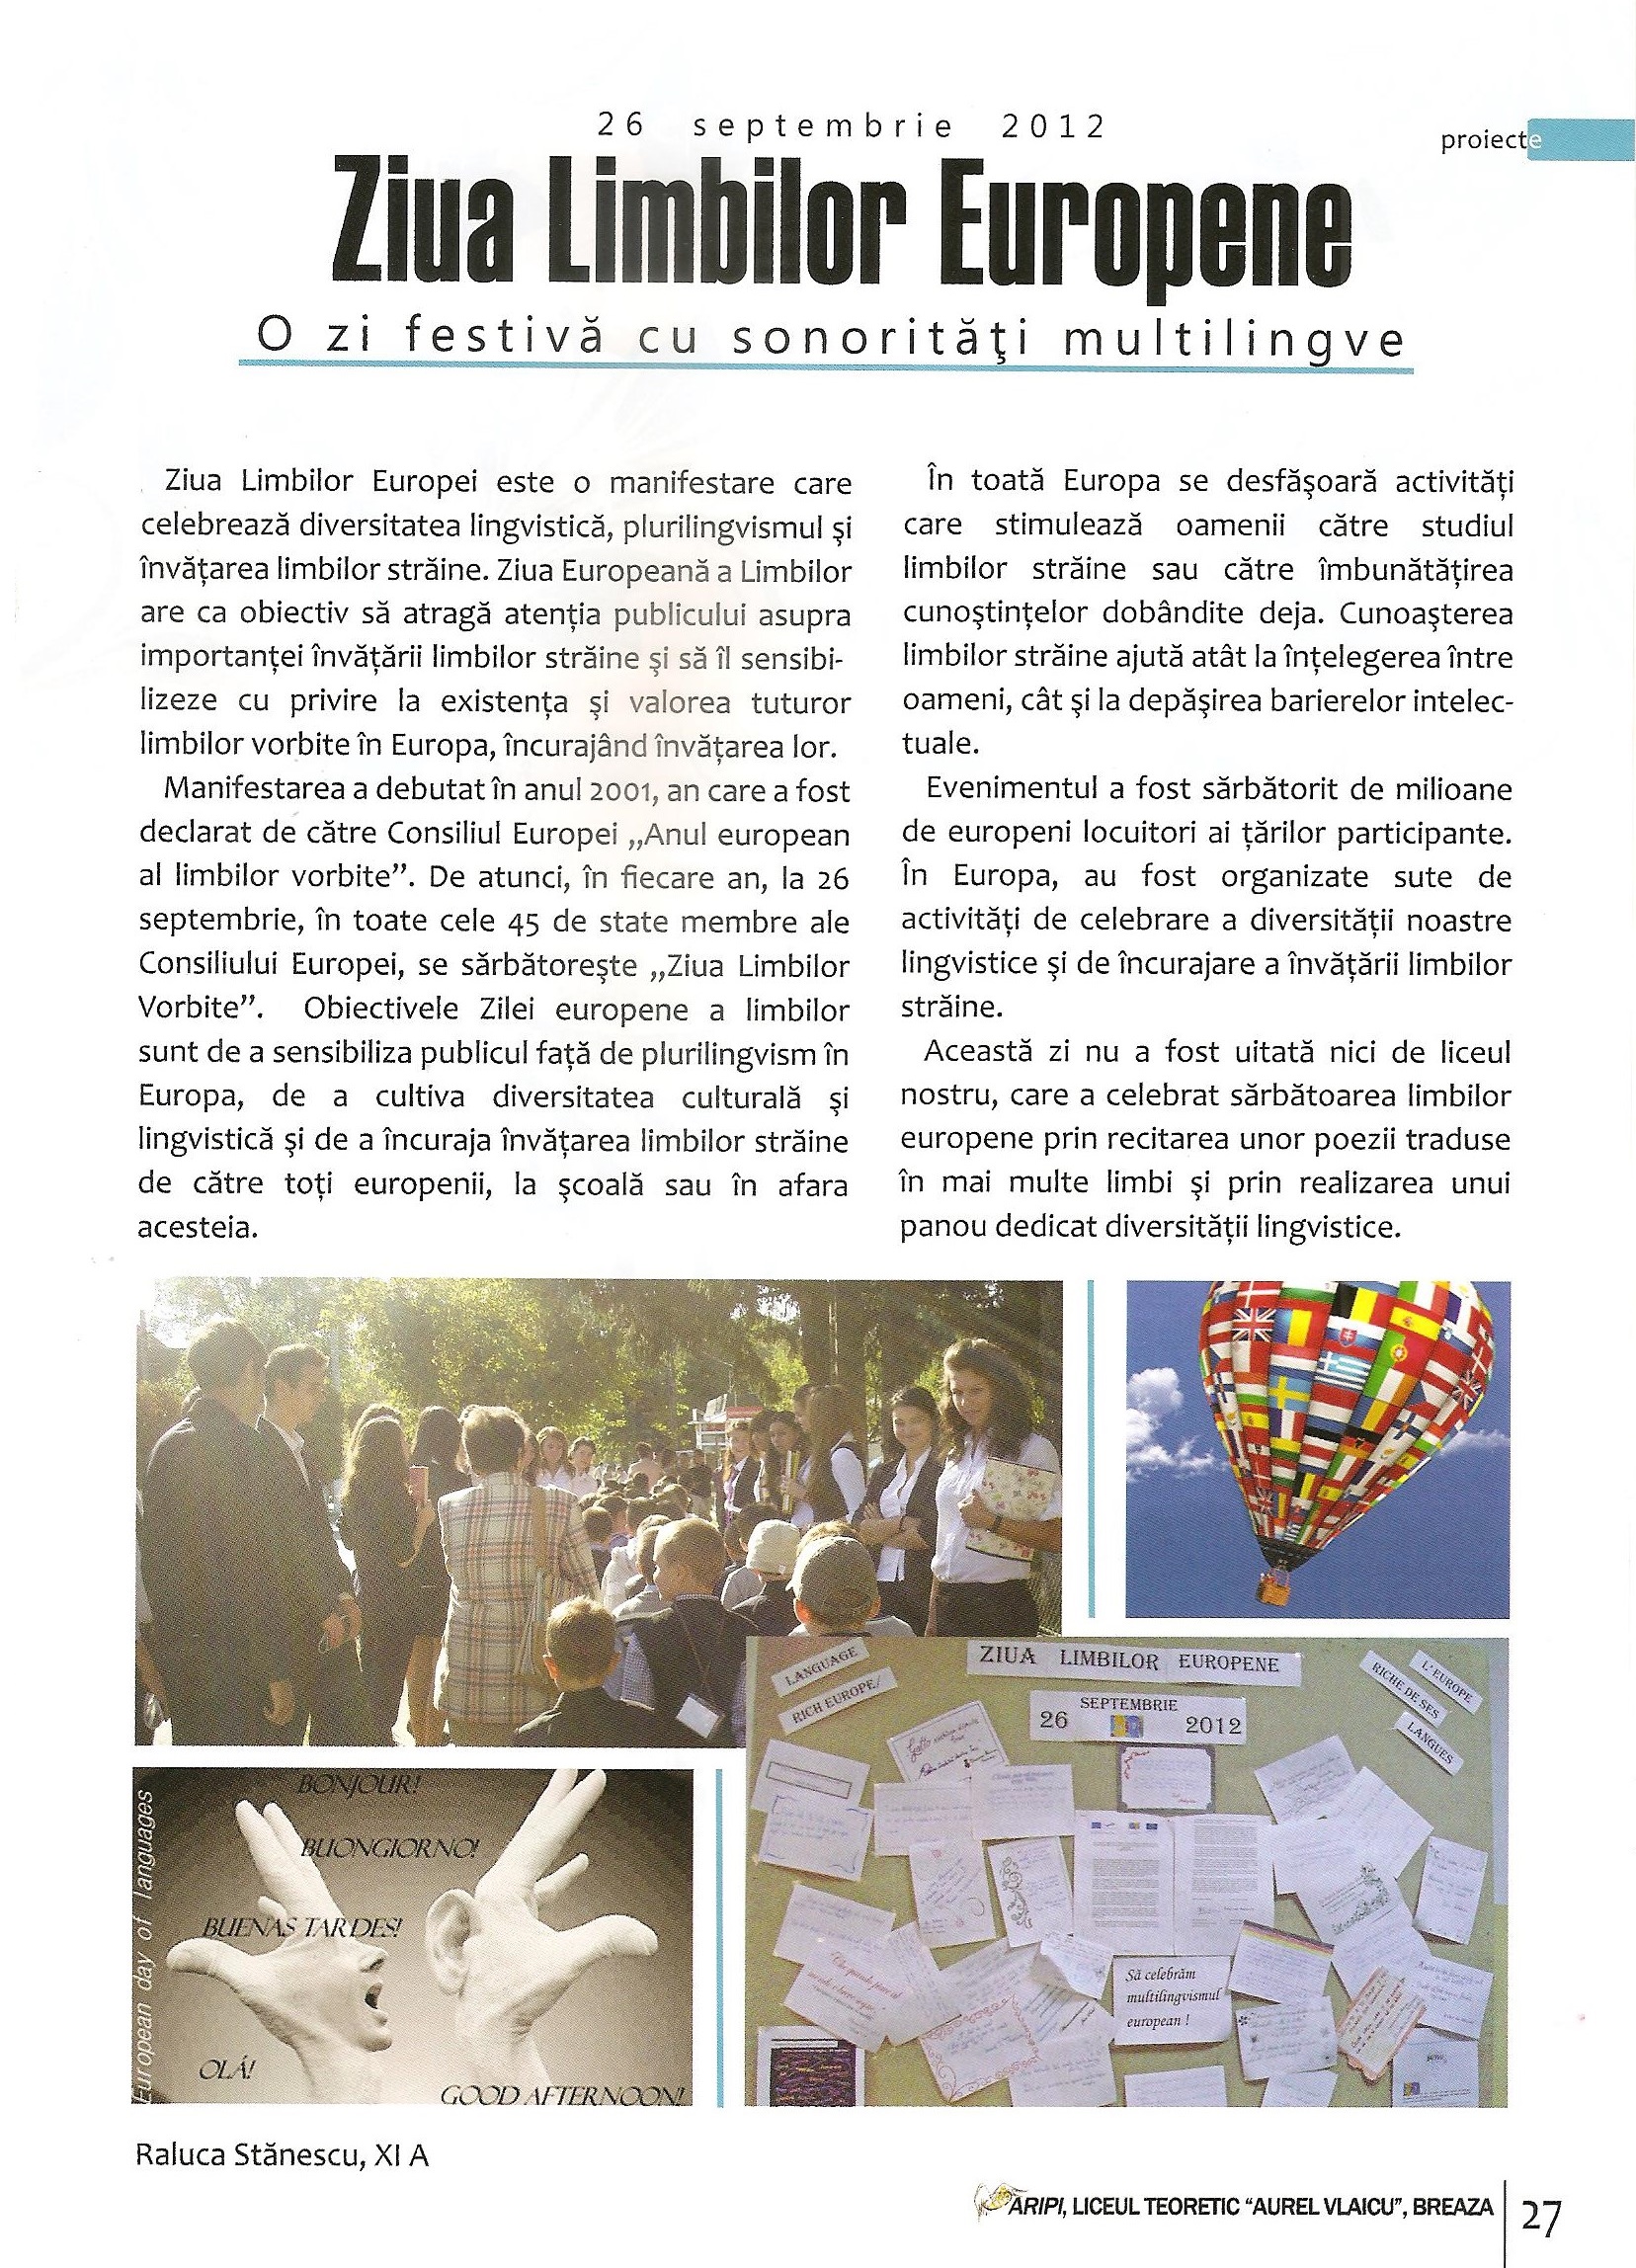 26 septembrie 2012
proiecte
Ziua Limbilor Europene
O zi festivă cu sonorităţi multilingve
Ziua Limbilor Europei este o manifestare care
celebrează diversitatea lingvistică, plurilingvismul şi
învățarea limbilor străine. Ziua Europeană a Limbilor
are ca obiectiv să atragă atenția publicului asupra
importanței învățării limbilor străine şi să îl sensibi-
lizeze cu privire la existența şi valorea tuturor
limbilor vorbite în Europa, încurajând învățarea lor.
Manifestarea a debutat în anul 2001, an care a fost
declarat de către Consiliul Europei „Anul european
al limbilor vorbite”. De atunci, în fiecare an, la 26
septembrie, în toate cele 45 de state membre ale
Consiliului Europei, se sărbătoreşte „Ziua Limbilor
Vorbite”. Obiectivele Zilei europene a limbilor
sunt de a sensibiliza publicul față de plurilingvism în
Europa, de a cultiva diversitatea culturală şi
lingvistică şi de a încuraja învățarea limbilor străine
de către toți europenii, la şcoală sau în afara
acesteia.
În toată Europa se desfăşoară activități
care stimulează oamenii către studiul
limbilor străine sau către îmbunătățirea
cunoştințelor dobândite deja. Cunoaşterea
limbilor străine ajută atât la înțelegerea între
oameni, cât şi la depăşirea barierelor intelec-
tuale.
Evenimentul a fost sărbătorit de milioane
de europeni locuitori ai țărilor participante.
În Europa, au fost organizate sute de
activități de celebrare a diversității noastre
lingvistice şi de încurajare a învățării limbilor
străine.
Această zi nu a fost uitată nici de liceul
nostru, care a celebrat sărbătoarea limbilor
europene prin recitarea unor poezii traduse
în mai multe limbi şi prin realizarea unui
panou dedicat diversității lingvistice.
LANGUAGE
RICH EUROPE/
ZIUA LIMBILOR EUROPENE
26 SEPTEMBRIE 2012
L'EUROPE
RICHE DE SES
LANGUES
Să celebrăm
multilingvismul
european !
European day of languages
BONJOUR!
BUONGIORNO!
BUENAS TARDES!
OLÁ!
GOOD AFTERNOON!
Raluca Stănescu, XI A
ARIPI, LICEUL TEORETIC “AUREL VLAICU”, BREAZA
27